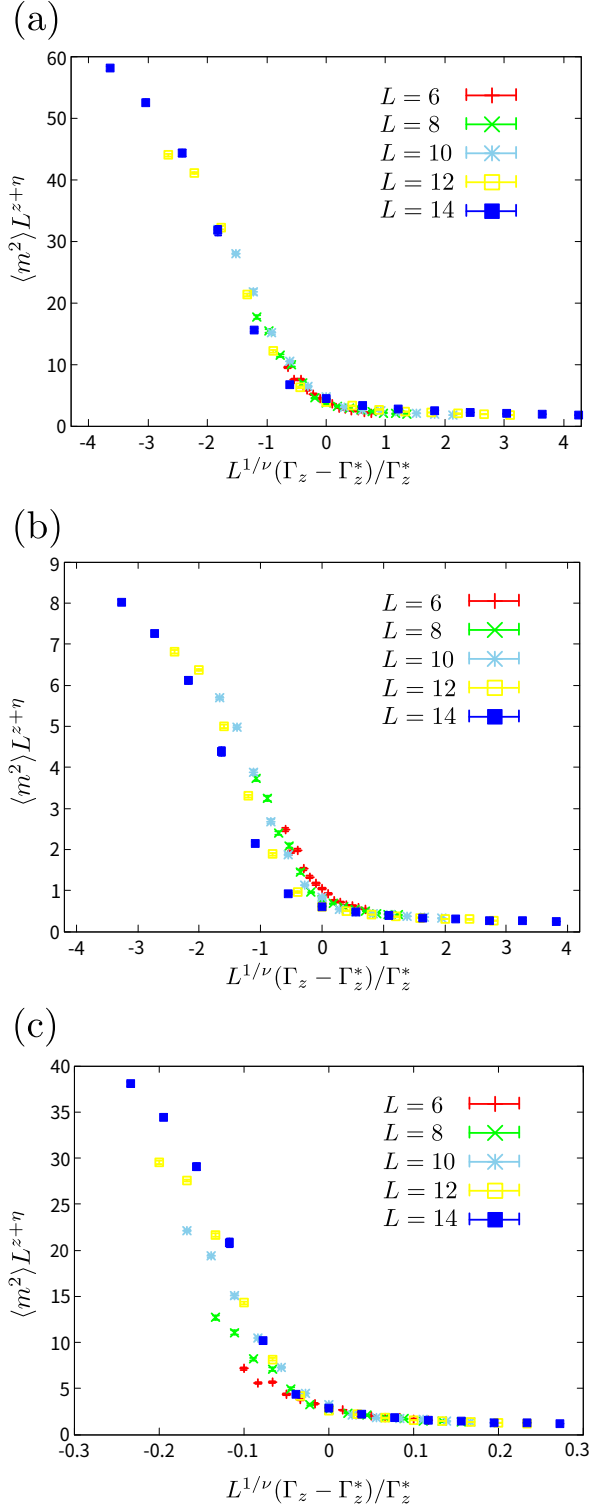 (a)
60
50
40
30
20
10
0
-4 -3 -2 -1 0 1 2 3 4
⟨m²⟩L^{z+η}
L^{1/ν}(Γ_z − Γ_z^*)/Γ_z^*
L = 6
L = 8
L = 10
L = 12
L = 14
(b)
9
8
7
6
5
4
3
2
1
0
-4 -3 -2 -1 0 1 2 3 4
⟨m²⟩L^{z+η}
L^{1/ν}(Γ_z − Γ_z^*)/Γ_z^*
L = 6
L = 8
L = 10
L = 12
L = 14
(c)
40
35
30
25
20
15
10
5
0
-0.3 -0.2 -0.1 0 0.1 0.2 0.3
⟨m²⟩L^{z+η}
L^{1/ν}(Γ_z − Γ_z^*)/Γ_z^*
L = 6
L = 8
L = 10
L = 12
L = 14